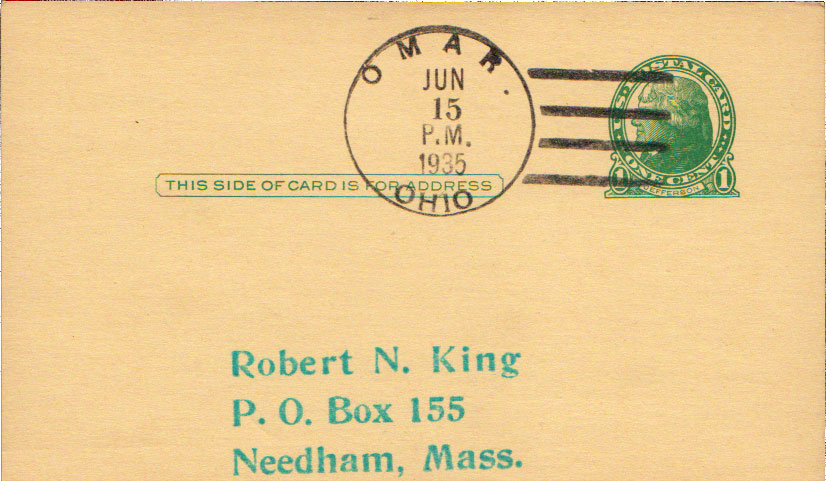 OMAR.
JUN
15
P.M.
1935
OHIO
U.S. POSTAL CARD
ONE CENT
1 JEFFERSON 1
THIS SIDE OF CARD IS FOR ADDRESS
Robert N. King
P. O. Box 155
Needham, Mass.